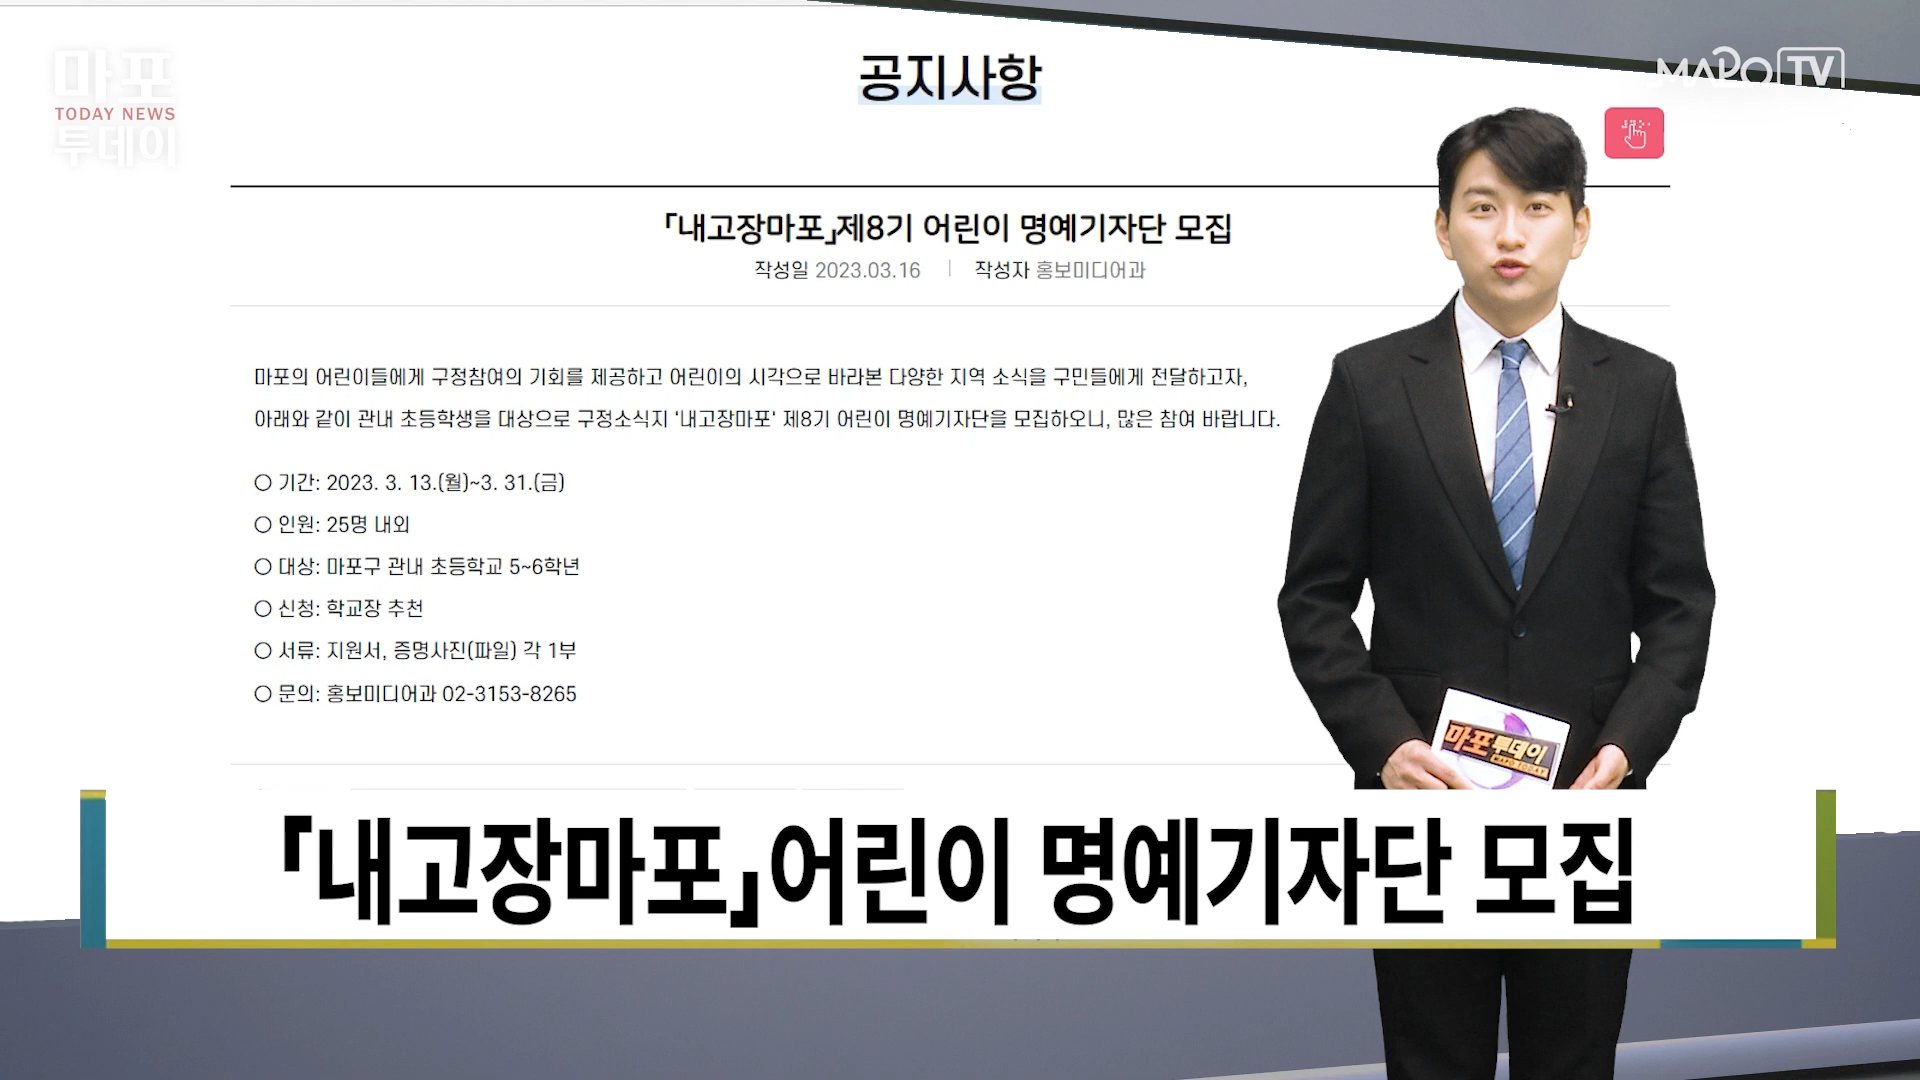 마포
TODAY NEWS
투데이
MAPO TV
공지사항
「내고장마포」제8기 어린이 명예기자단 모집
작성일 2023.03.16 작성자 홍보미디어과
마포의 어린이들에게 구정참여의 기회를 제공하고 어린이의 시각으로 바라본 다양한 지역 소식을 구민들에게 전달하고자,
아래와 같이 관내 초등학생을 대상으로 구정소식지 '내고장마포' 제8기 어린이 명예기자단을 모집하오니, 많은 참여 바랍니다.
○ 기간: 2023. 3. 13.(월)~3. 31.(금)
○ 인원: 25명 내외
○ 대상: 마포구 관내 초등학교 5~6학년
○ 신청: 학교장 추천
○ 서류: 지원서, 증명사진(파일) 각 1부
○ 문의: 홍보미디어과 02-3153-8265
마포투데이
MAPO TODAY
「내고장마포」어린이 명예기자단 모집